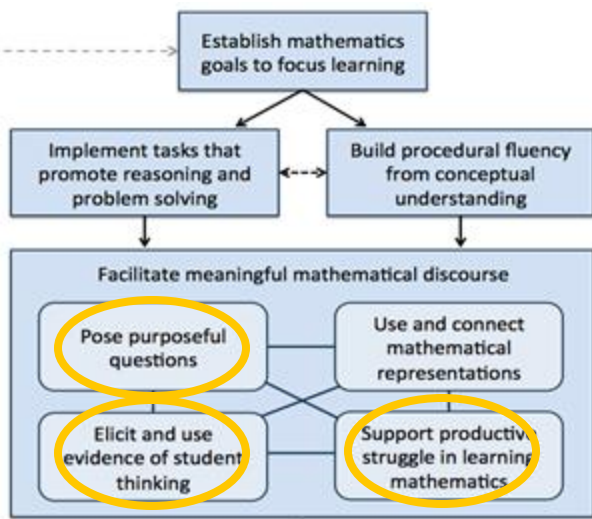 Establish mathematics
goals to focus learning
Implement tasks that
promote reasoning and
problem solving
Build procedural fluency
from conceptual
understanding
Facilitate meaningful mathematical discourse
Pose purposeful
questions
Use and connect
mathematical
representations
Elicit and use
evidence of student
thinking
Support productive
struggle in learning
mathematics